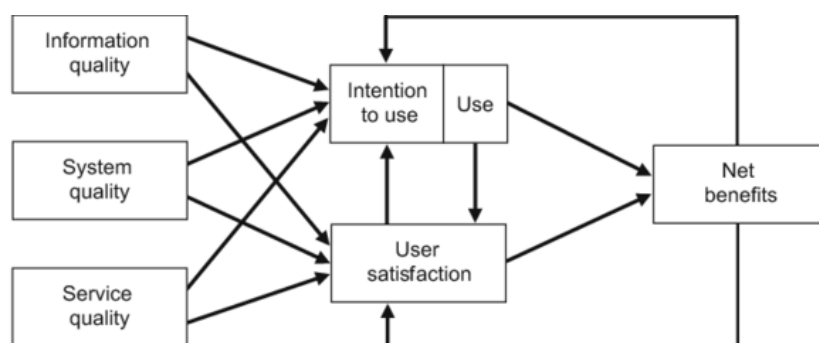 Information
quality
System
quality
Service
quality
Intention
to use
Use
User
satisfaction
Net
benefits